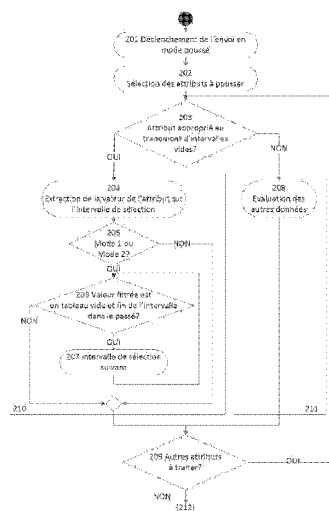 201 Déclenchement de l'envoi en
mode poussé
202
Sélection des attributs à pousser
203
Attribut approprié au
traitement d'intervalles
vides?
OUI
NON
204
Extraction de la valeur de l'attribut sur
l'intervalle de sélection
208
Evaluation des
autres données
205
Mode 1 ou
Mode 2?
NON
OUI
206 Valeur filtrée est
un tableau vide et fin de l'intervalle
dans le passé?
NON
OUI
207 Intervalle de sélection
suivant
210
211
209 Autres attributs
à traiter?
OUI
NON
(212)